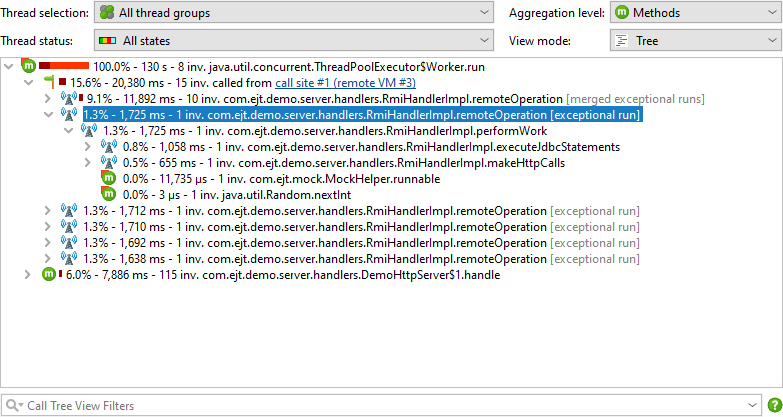 Thread selection: All thread groups Aggregation level: Methods
Thread status: All states View mode: Tree
100.0% - 130 s - 8 inv. java.util.concurrent.ThreadPoolExecutor$Worker.run
15.6% - 20,380 ms - 15 inv. called from call site #1 (remote VM #3)
9.1% - 11,892 ms - 10 inv. com.ejt.demo.server.handlers.RmiHandlerImpl.remoteOperation [merged exceptional runs]
1.3% - 1,725 ms - 1 inv. com.ejt.demo.server.handlers.RmiHandlerImpl.remoteOperation [exceptional run]
1.3% - 1,725 ms - 1 inv. com.ejt.demo.server.handlers.RmiHandlerImpl.performWork
0.8% - 1,058 ms - 1 inv. com.ejt.demo.server.handlers.RmiHandlerImpl.executeJdbcStatements
0.5% - 655 ms - 1 inv. com.ejt.demo.server.handlers.RmiHandlerImpl.makeHttpCalls
0.0% - 11,735 µs - 1 inv. com.ejt.mock.MockHelper.runnable
0.0% - 3 µs - 1 inv. java.util.Random.nextInt
1.3% - 1,712 ms - 1 inv. com.ejt.demo.server.handlers.RmiHandlerImpl.remoteOperation [exceptional run]
1.3% - 1,710 ms - 1 inv. com.ejt.demo.server.handlers.RmiHandlerImpl.remoteOperation [exceptional run]
1.3% - 1,692 ms - 1 inv. com.ejt.demo.server.handlers.RmiHandlerImpl.remoteOperation [exceptional run]
1.3% - 1,638 ms - 1 inv. com.ejt.demo.server.handlers.RmiHandlerImpl.remoteOperation [exceptional run]
6.0% - 7,886 ms - 115 inv. com.ejt.demo.server.handlers.DemoHttpServer$1.handle
Call Tree View Filters